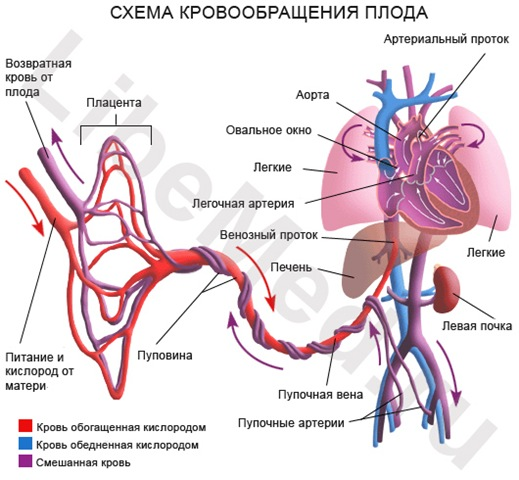 СХЕМА КРОВООБРАЩЕНИЯ ПЛОДА
Артериальный проток
Возвратная
кровь от
плода
Плацента
Аорта
Овальное окно
Легкие
Легочная артерия
Венозный проток
Печень
Легкие
Левая почка
Питание и
кислород от
матери
Пуповина
Пупочная вена
Пупочные артерии
Кровь обогащенная кислородом
Кровь обедненная кислородом
Смешанная кровь
LibeMed.ru